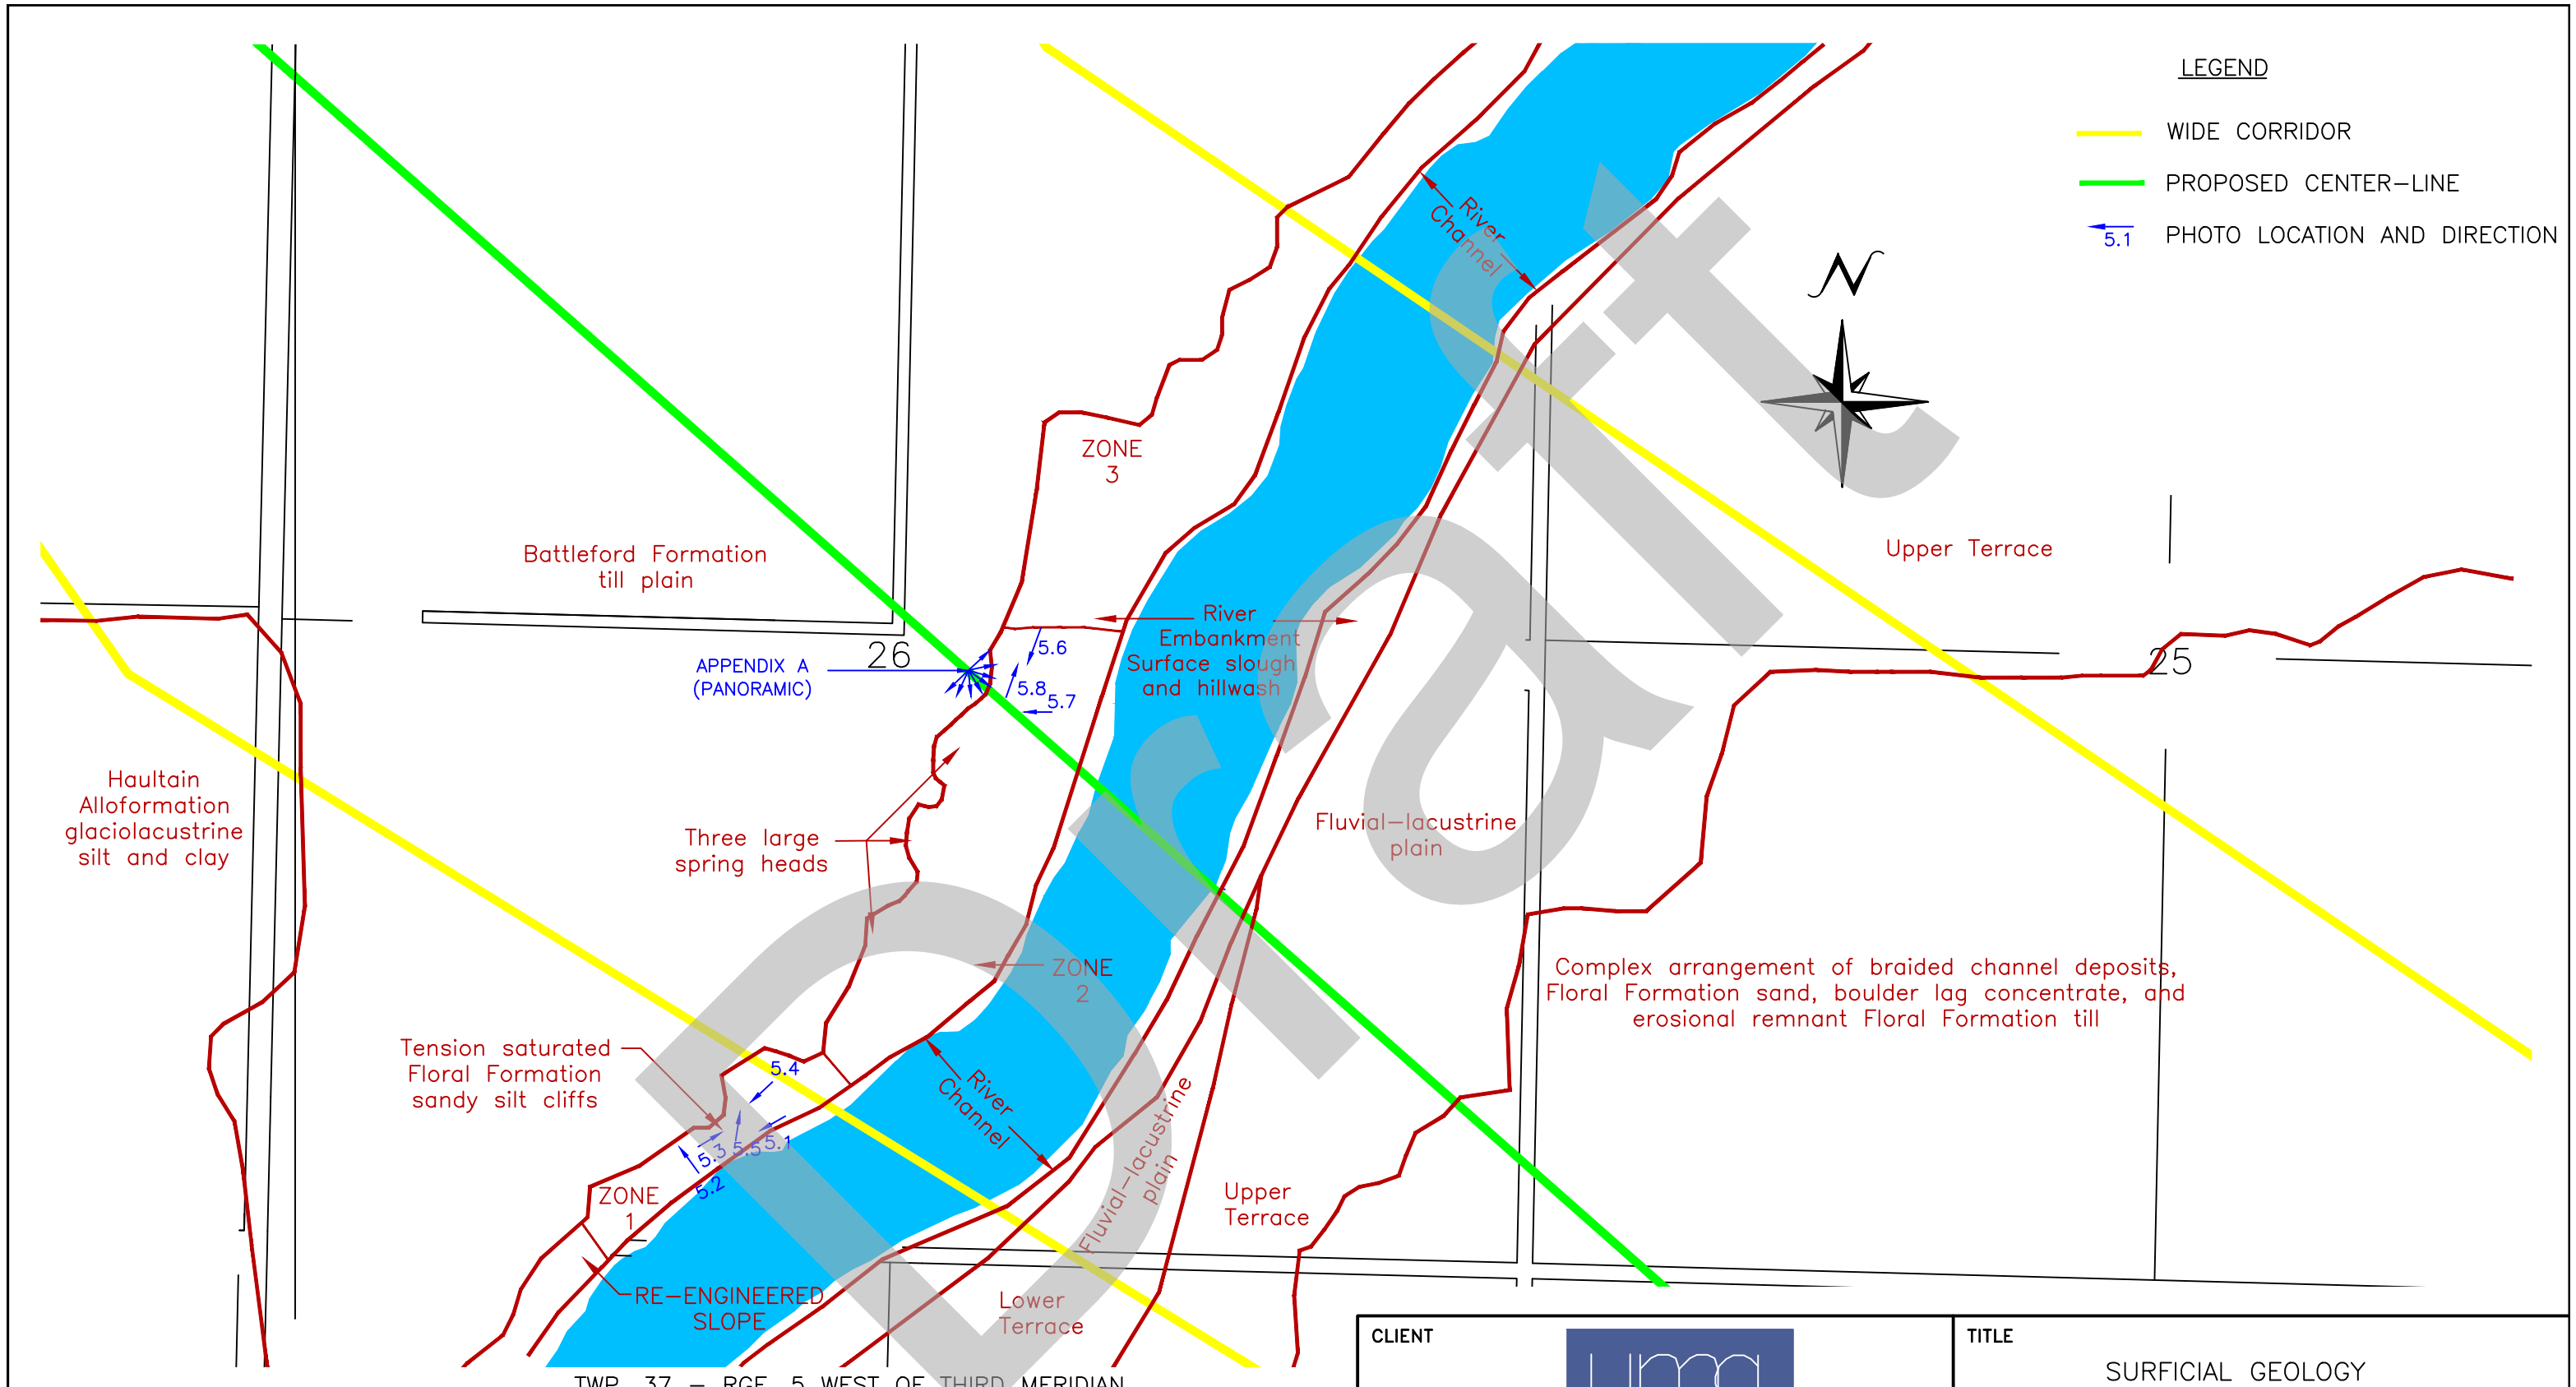 LEGEND
WIDE CORRIDOR
PROPOSED CENTER-LINE
5.1 PHOTO LOCATION AND DIRECTION
N
River
Channel
ZONE
3
Battleford Formation
till plain
Upper Terrace
26
25
APPENDIX A
(PANORAMIC)
5.6
5.8
5.7
River
Embankment
Surface slough
and hillwash
Haultain
Alloformation
glaciolacustrine
silt and clay
Three large
spring heads
Fluvial-lacustrine
plain
ZONE
2
Complex arrangement of braided channel deposits,
Floral Formation sand, boulder lag concentrate, and
erosional remnant Floral Formation till
Tension saturated
Floral Formation
sandy silt cliffs
5.4
5.3
5.5
5.1
5.2
River
Channel
Fluvial-lacustrine
plain
ZONE
1
Upper
Terrace
RE-ENGINEERED
SLOPE
Lower
Terrace
Draft
TWP. 37 - RGE. 5 WEST OF THIRD MERIDIAN
CLIENT
uma
TITLE
SURFICIAL GEOLOGY